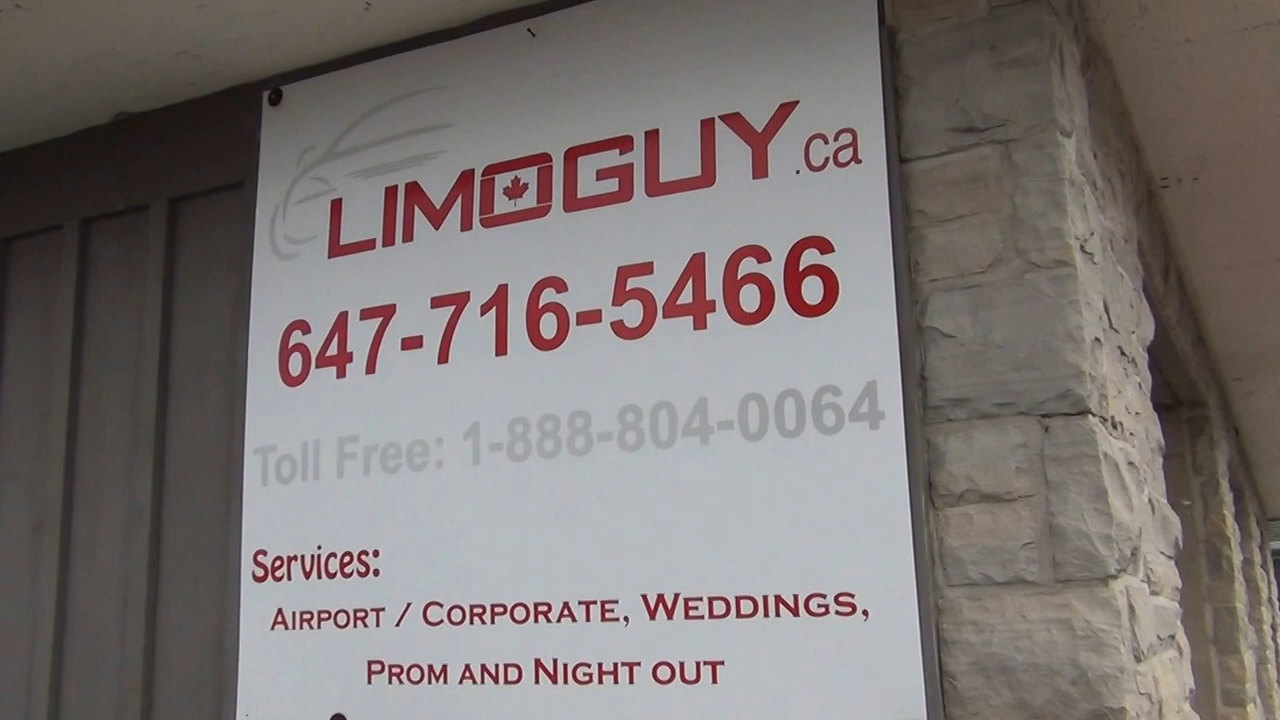 LIMOGUY.ca
647-716-5466
Toll Free: 1-888-804-0064
Services:
AIRPORT / CORPORATE, WEDDINGS,
PROM AND NIGHT OUT